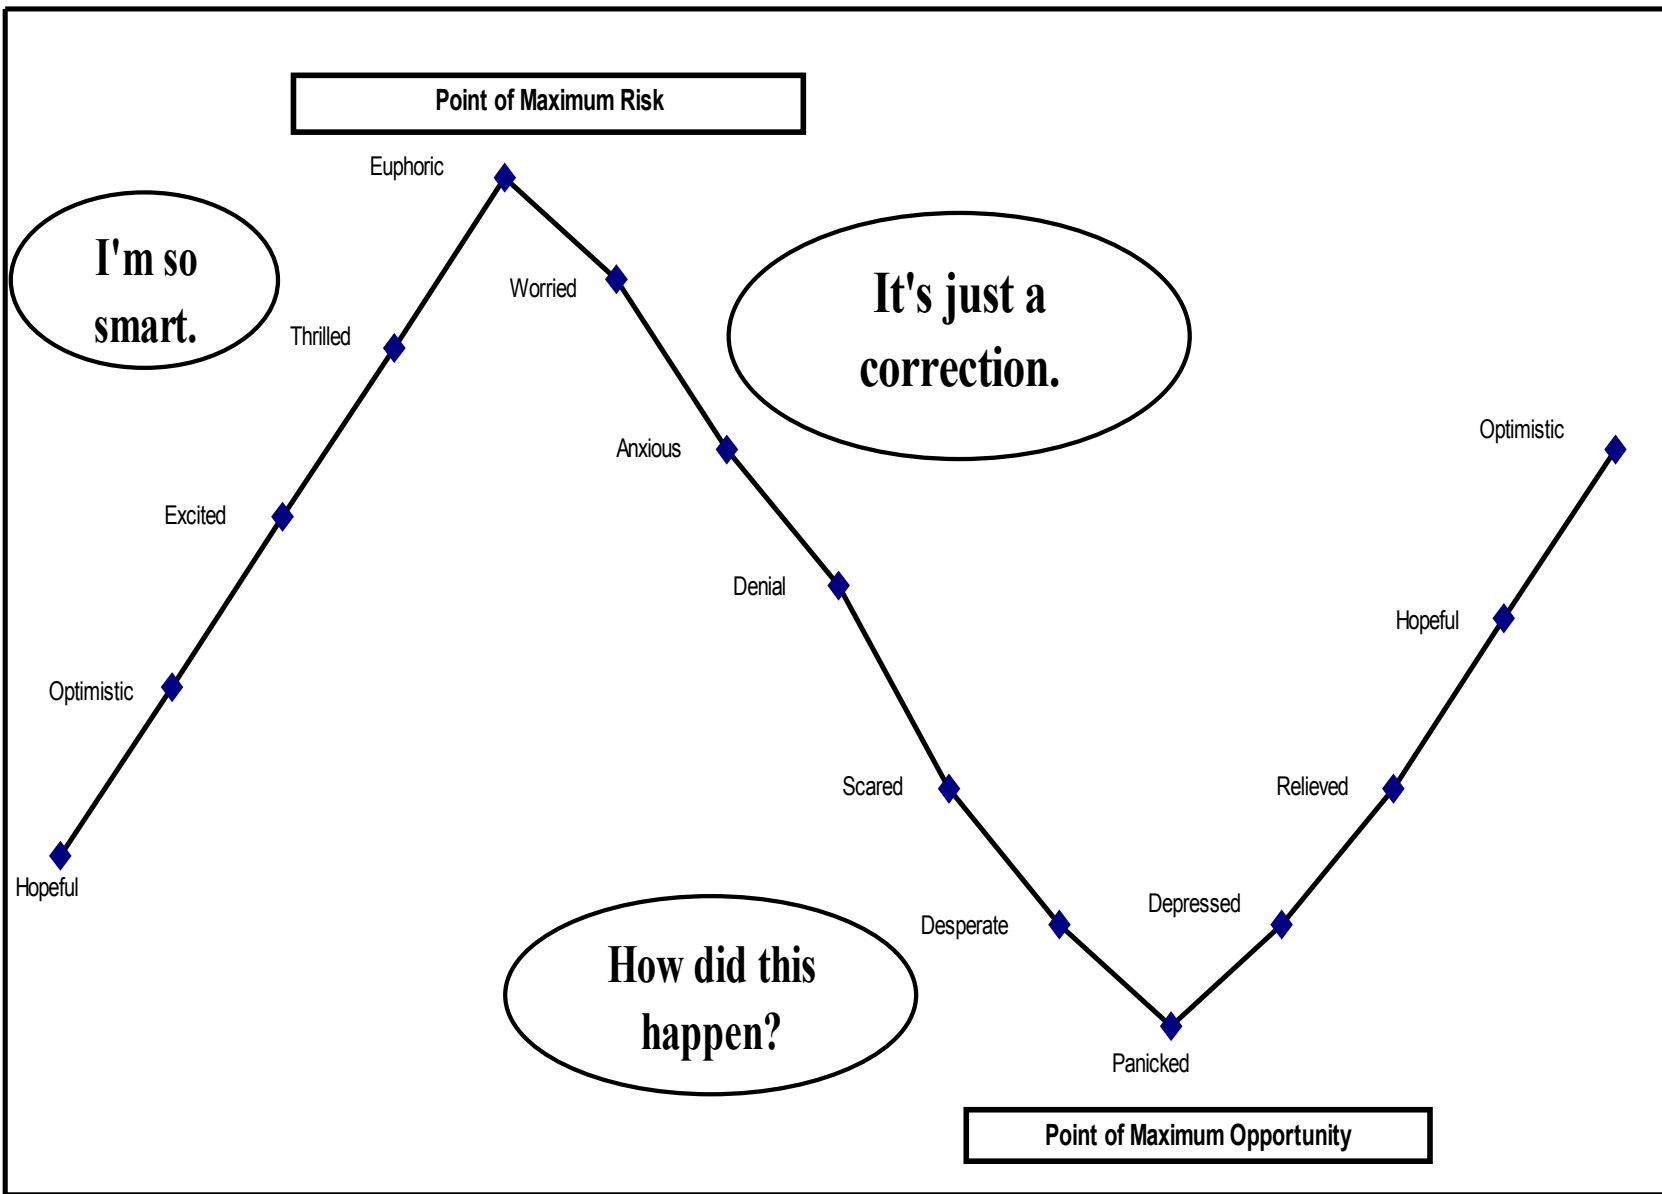 Point of Maximum Risk
Euphoric
I'm so
smart.
Worried
It's just a
correction.
Thrilled
Anxious
Optimistic
Excited
Denial
Hopeful
Optimistic
Scared
Relieved
Hopeful
Depressed
Desperate
How did this
happen?
Panicked
Point of Maximum Opportunity